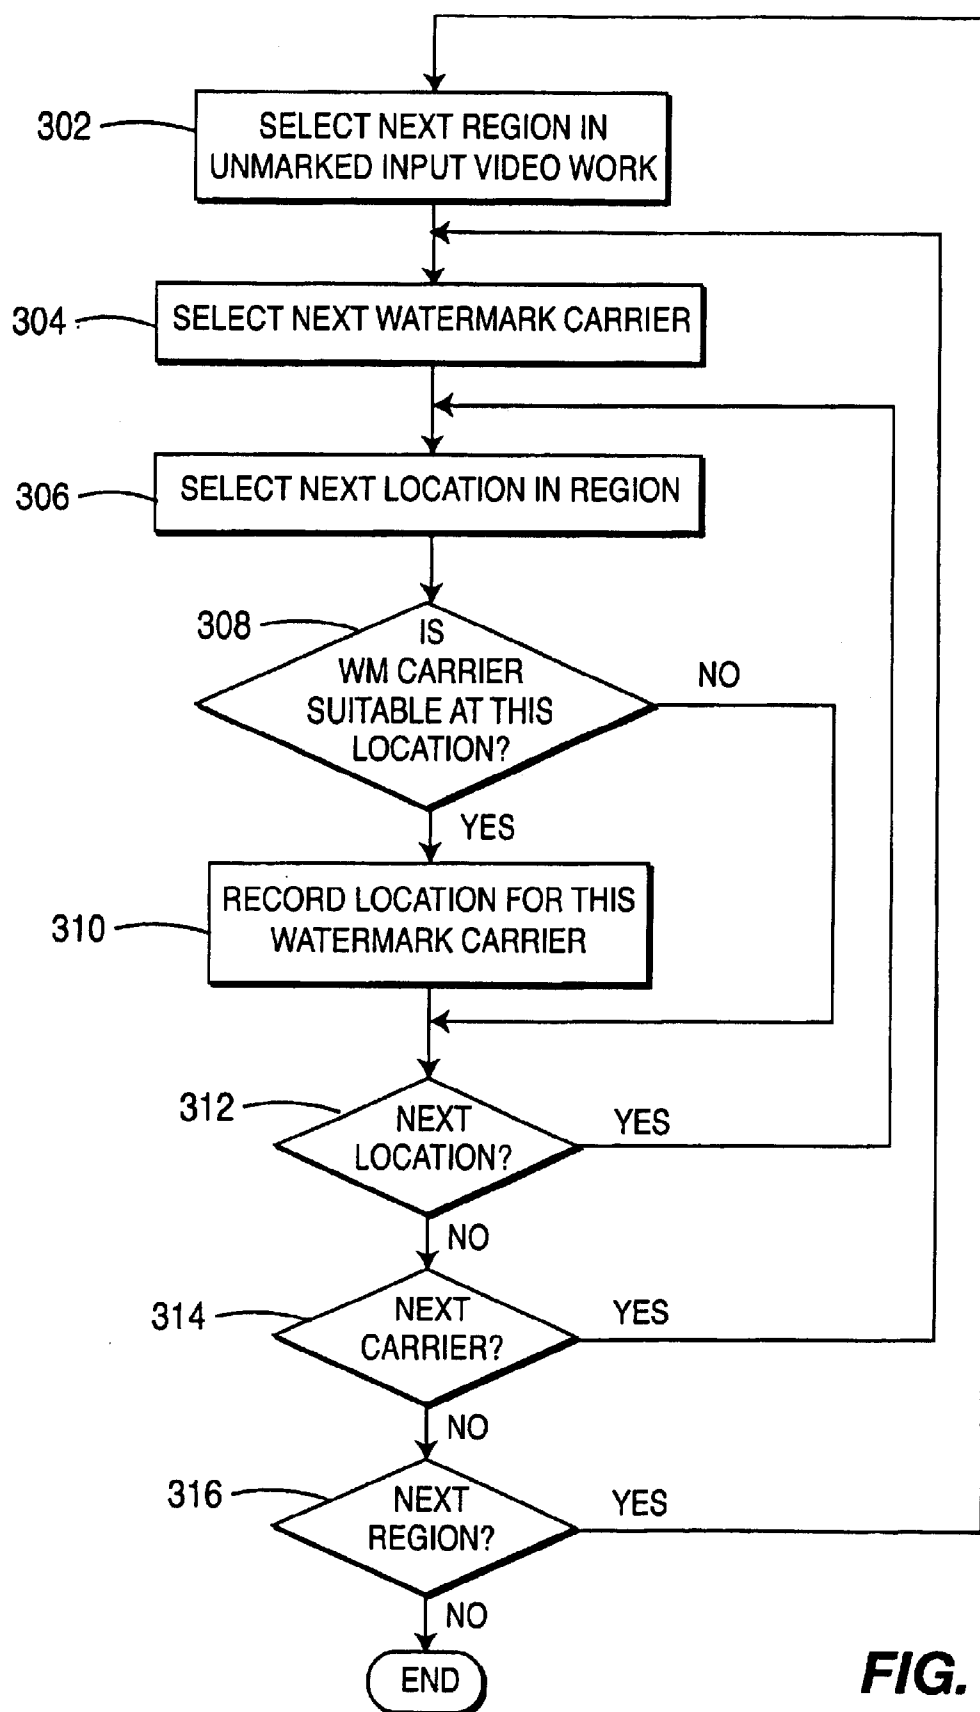 302
SELECT NEXT REGION IN
UNMARKED INPUT VIDEO WORK
304
SELECT NEXT WATERMARK CARRIER
306
SELECT NEXT LOCATION IN REGION
308
IS
WM CARRIER
SUITABLE AT THIS
LOCATION?
NO
YES
310
RECORD LOCATION FOR THIS
WATERMARK CARRIER
312
NEXT
LOCATION?
YES
NO
314
NEXT
CARRIER?
YES
NO
316
NEXT
REGION?
YES
NO
END
FIG.